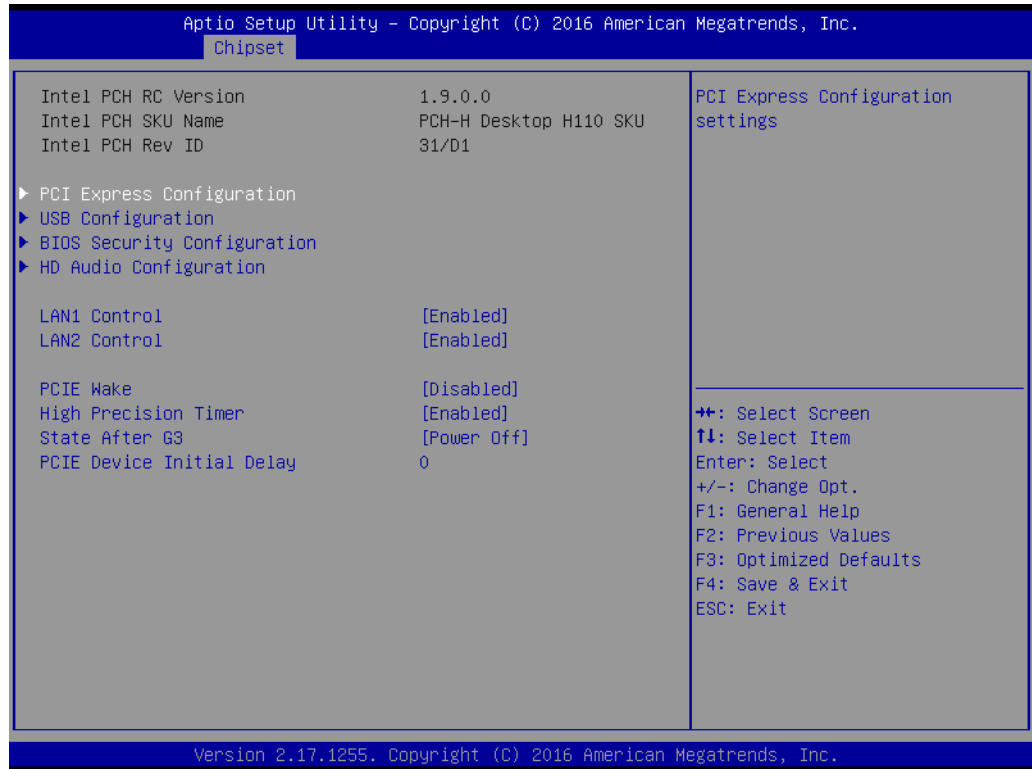 Aptio Setup Utility – Copyright (C) 2016 American Megatrends, Inc.
Chipset
Intel PCH RC Version 1.9.0.0
Intel PCH SKU Name PCH-H Desktop H110 SKU
Intel PCH Rev ID 31/D1
▶ PCI Express Configuration
▶ USB Configuration
▶ BIOS Security Configuration
▶ HD Audio Configuration
LAN1 Control [Enabled]
LAN2 Control [Enabled]
PCIE Wake [Disabled]
High Precision Timer [Enabled]
State After G3 [Power Off]
PCIE Device Initial Delay 0
PCI Express Configuration
settings
→←: Select Screen
↑↓: Select Item
Enter: Select
+/-: Change Opt.
F1: General Help
F2: Previous Values
F3: Optimized Defaults
F4: Save & Exit
ESC: Exit
Version 2.17.1255. Copyright (C) 2016 American Megatrends, Inc.